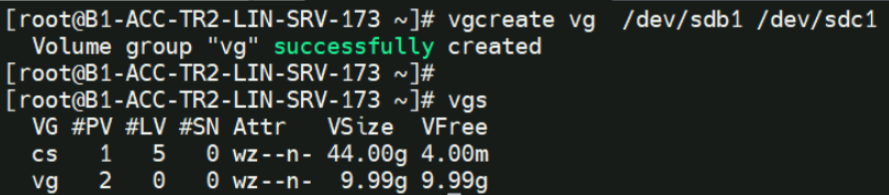 [root@B1-ACC-TR2-LIN-SRV-173 ~]# vgcreate vg  /dev/sdb1 /dev/sdc1
  Volume group "vg" successfully created
[root@B1-ACC-TR2-LIN-SRV-173 ~]#
[root@B1-ACC-TR2-LIN-SRV-173 ~]# vgs
  VG #PV #LV #SN Attr   VSize  VFree
  cs   1   5   0 wz--n- 44.00g 4.00m
  vg   2   0   0 wz--n-  9.99g 9.99g